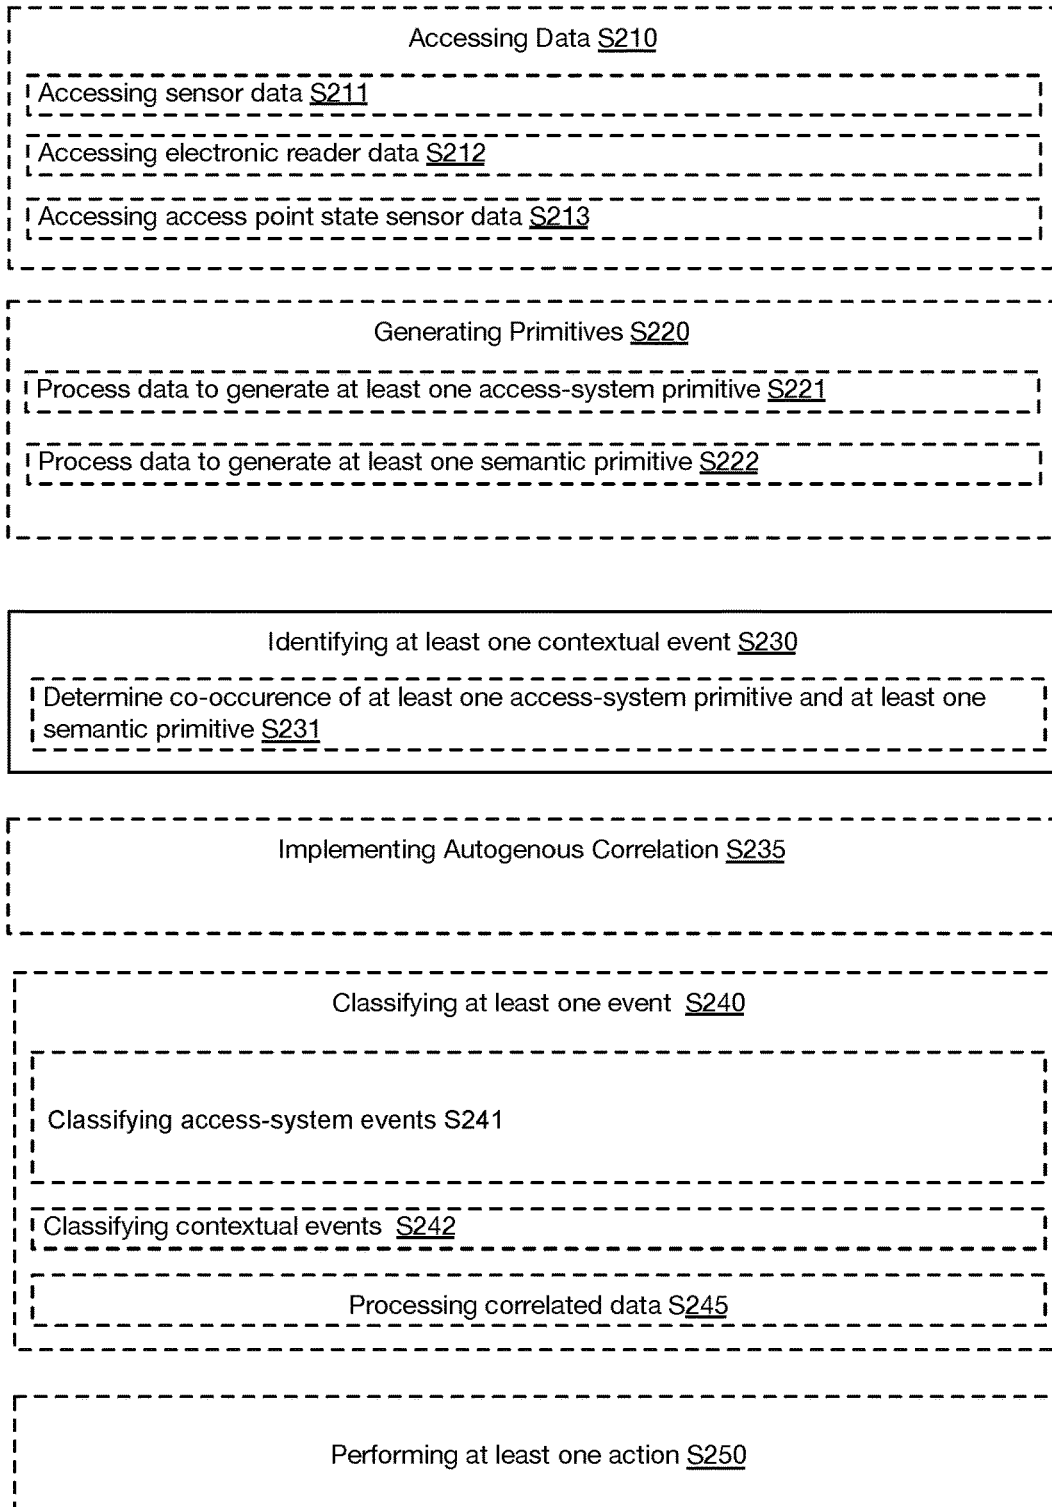 Accessing Data S210
Accessing sensor data S211
Accessing electronic reader data S212
Accessing access point state sensor data S213
Generating Primitives S220
Process data to generate at least one access-system primitive S221
Process data to generate at least one semantic primitive S222
Identifying at least one contextual event S230
Determine co-occurence of at least one access-system primitive and at least one
semantic primitive S231
Implementing Autogenous Correlation S235
Classifying at least one event S240
Classifying access-system events S241
Classifying contextual events S242
Processing correlated data S245
Performing at least one action S250